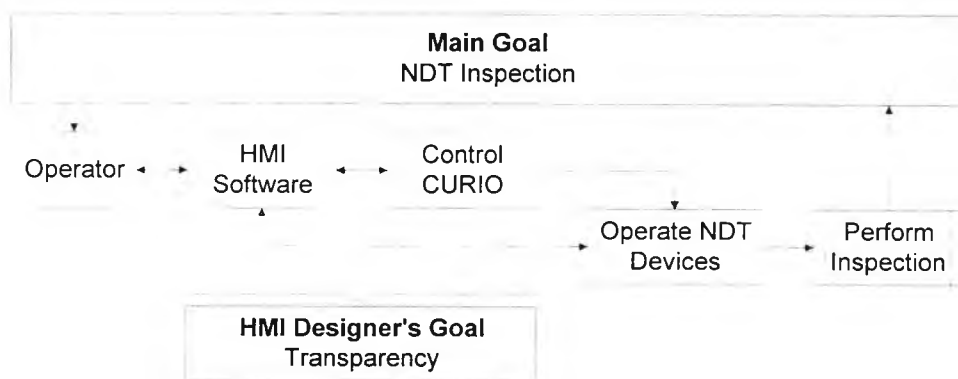 Main Goal
NDT Inspection
Operator
HMI
Software
Control
CURIO
Operate NDT
Devices
Perform
Inspection
HMI Designer's Goal
Transparency